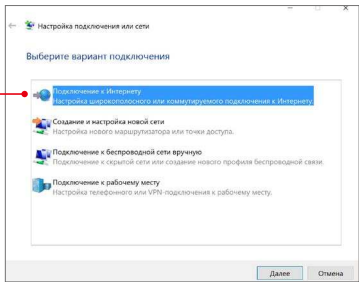 Настройка подключения или сети
Выберите вариант подключения
Подключение к Интернету
Настройка широкополосного или коммутируемого подключения к Интернету.
Создание и настройка новой сети
Настройка нового маршрутизатора или точки доступа.
Подключение к беспроводной сети вручную
Подключение к скрытой сети или создание нового профиля беспроводной связи.
Подключение к рабочему месту
Настройка телефонного или VPN-подключения к рабочему месту.
Далее Отмена